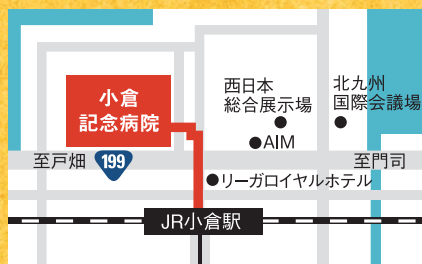 小倉
記念病院
西日本
総合展示場
北九州
国際会議場
AIM
至戸畑
199
至門司
リーガロイヤルホテル
JR小倉駅